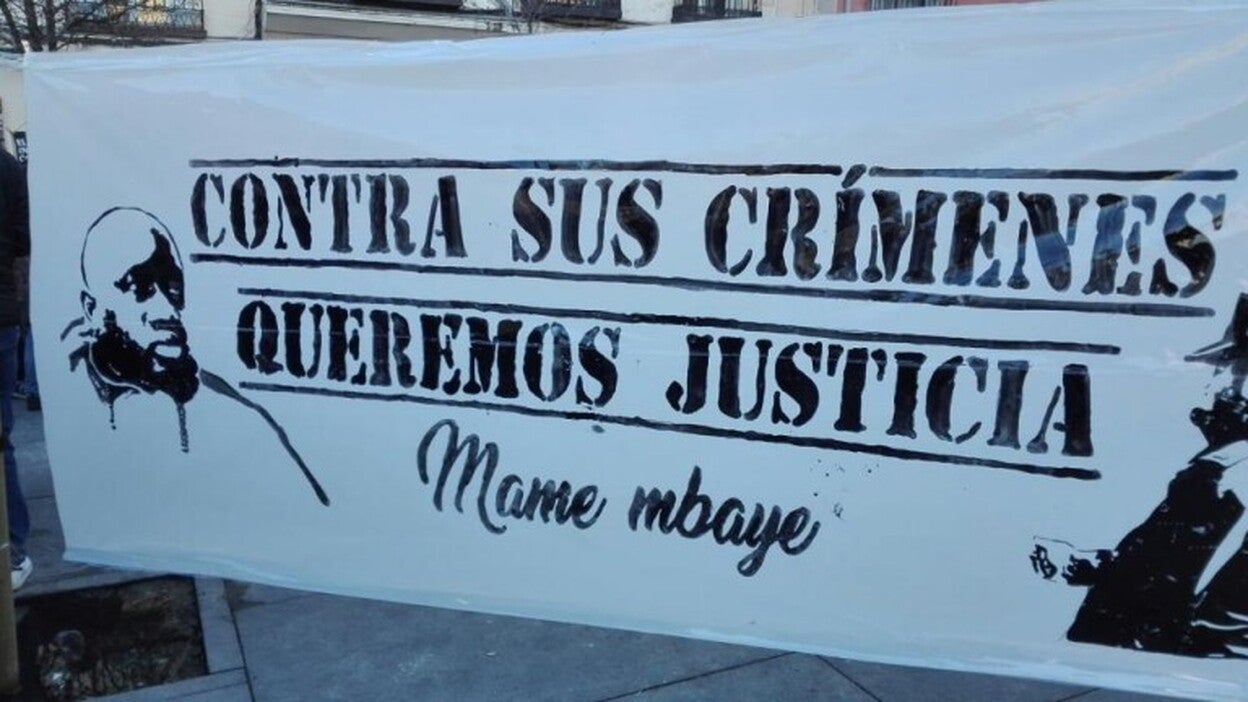 CONTRA SUS CRÍMENES
QUEREMOS JUSTICIA
Mame mbaye